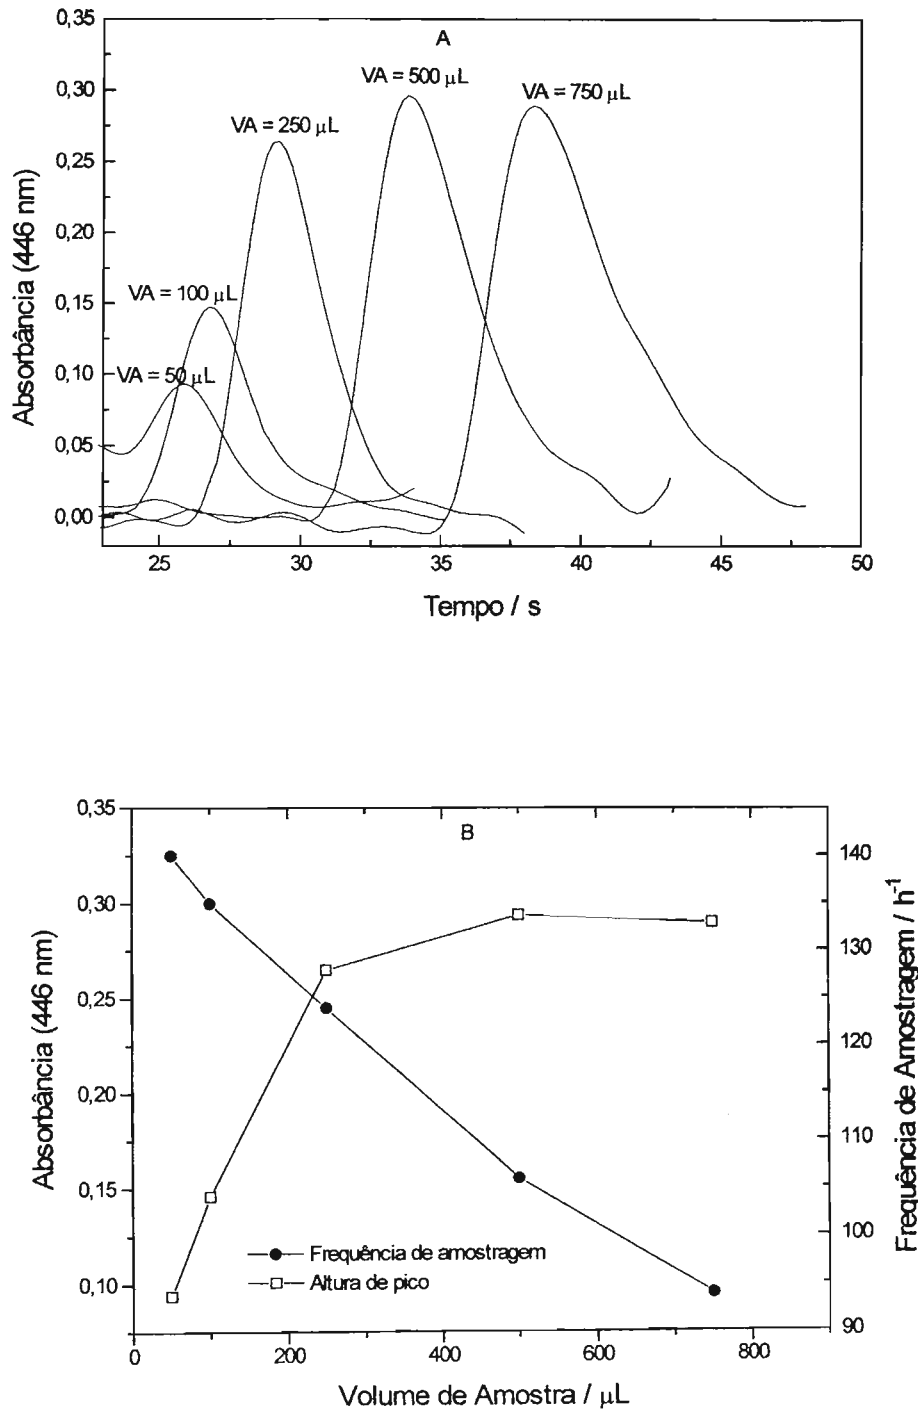 A
0,35
0,30
0,25
0,20
0,15
0,10
0,05
0,00
Absorbância (446 nm)
VA = 500 µL
VA = 750 µL
VA = 250 µL
VA = 100 µL
VA = 50 µL
25 30 35 40 45 50
Tempo / s
B
0,35
0,30
0,25
0,20
0,15
0,10
Absorbância (446 nm)
140
130
120
110
100
90
Frequência de Amostragem / h⁻¹
Frequência de amostragem
Altura de pico
0 200 400 600 800
Volume de Amostra / µL